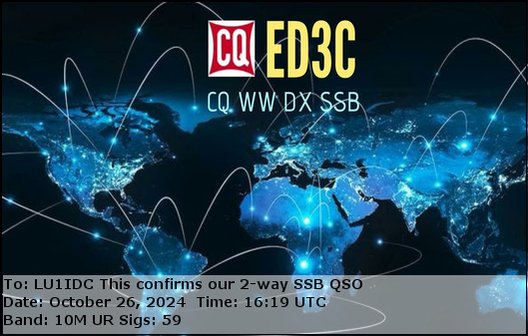 CQ ED3C
CQ WW DX SSB
To: LU1IDC This confirms our 2-way SSB QSO
Date: October 26, 2024 Time: 16:19 UTC
Band: 10M UR Sigs: 59